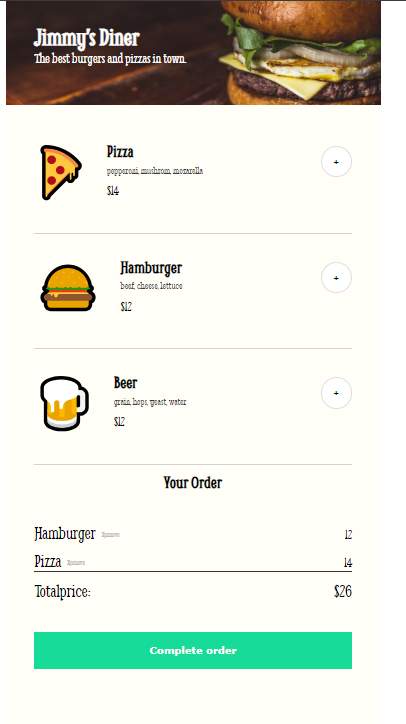 Jimmy's Diner
The best burgers and pizzas in town.
Pizza
pepperoni, mushrom, mozarella
$14
+
Hamburger
beef, cheese, lettuce
$12
+
Beer
grain, hops, yeast, water
$12
+
Your Order
Hamburger Remove 12
Pizza Remove 14
Totalprice: $26
Complete order